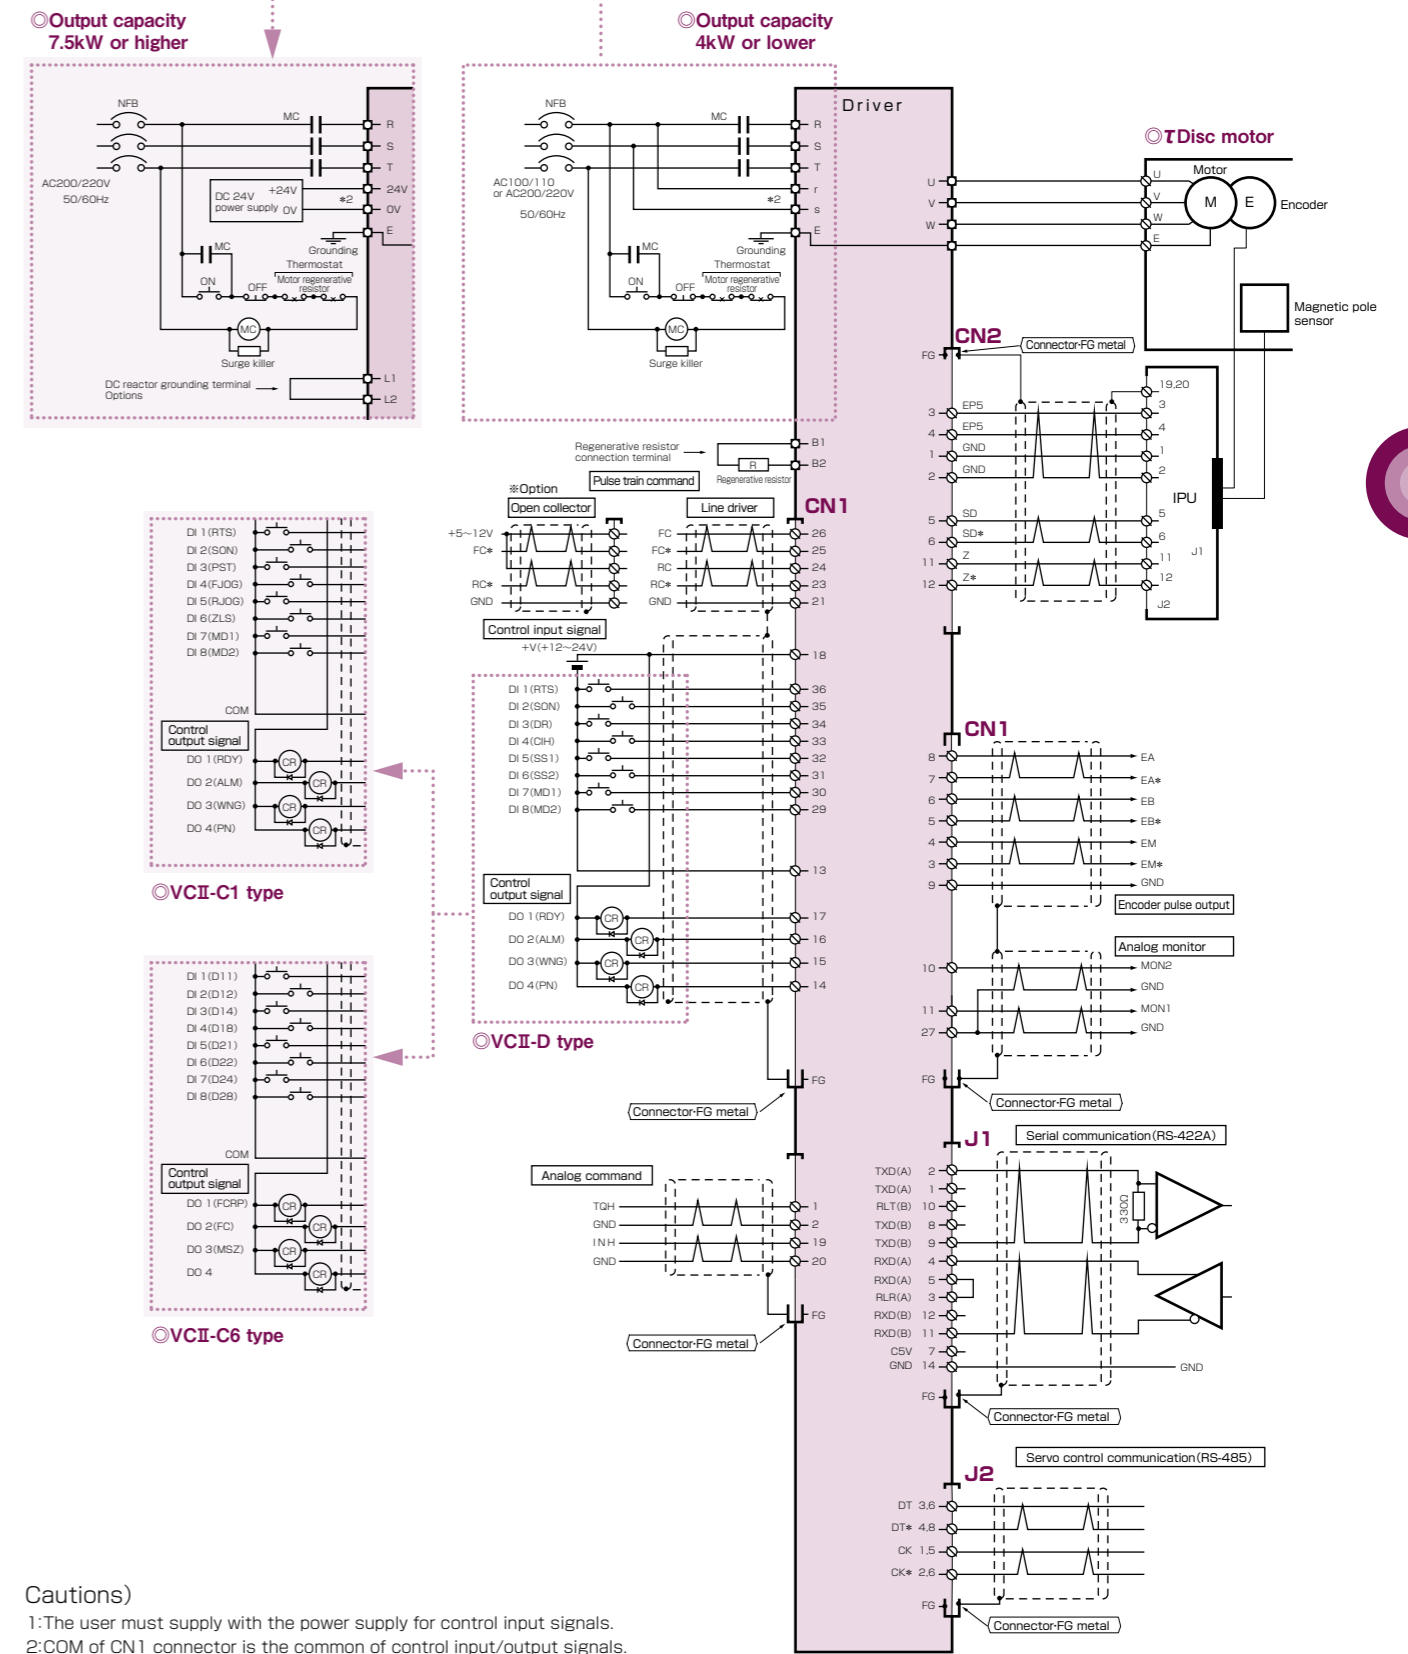 ◎Output capacity
7.5kW or higher
NFB
MC
R
S
T
AC200/220V
50/60Hz
DC 24V
power supply
+24V
0V
*2
24V
0V
E
Grounding
MC
Thermostat
Motor regenerative
resistor
ON
OFF
MC
Surge killer
DC reactor grounding terminal
Options
L1
L2
◎Output capacity
4kW or lower
NFB
MC
R
S
T
AC100/110
or AC200/220V
50/60Hz
r
*2
s
E
Grounding
MC
Thermostat
Motor regenerative
resistor
ON
OFF
MC
Surge killer
Driver
U
V
W
◎τDisc motor
Motor
U
V
W
E
M
E
Encoder
Magnetic pole
sensor
CN2
FG
Connector·FG metal
3 EP5
4 EP5
1 GND
2 GND
5 SD
6 SD*
11 Z
12 Z*
19,20
3
4
1
2
5
6
11
12
IPU
J1
J2
Regenerative resistor
connection terminal
B1
B2
R
Regenerative resistor
※Option
Pulse train command
Open collector
Line driver
CN1
+5~12V
FC*
RC*
GND
FC 26
FC* 25
RC 24
RC* 23
GND 21
Control input signal
+V(+12~24V)
18
DI 1(RTS) 36
DI 2(SON) 35
DI 3(DR) 34
DI 4(CIH) 33
DI 5(SS1) 32
DI 6(SS2) 31
DI 7(MD1) 30
DI 8(MD2) 29
13
Control
output signal
DO 1(RDY) CR 17
DO 2(ALM) CR 16
DO 3(WNG) CR 15
DO 4(PN) CR 14
◎VCⅡ-D type
FG
Connector·FG metal
DI 1(RTS)
DI 2(SON)
DI 3(PST)
DI 4(FJOG)
DI 5(RJOG)
DI 6(ZLS)
DI 7(MD1)
DI 8(MD2)
COM
Control
output signal
DO 1(RDY) CR
DO 2(ALM) CR
DO 3(WNG) CR
DO 4(PN) CR
◎VCⅡ-C1 type
DI 1(D11)
DI 2(D12)
DI 3(D14)
DI 4(D18)
DI 5(D21)
DI 6(D22)
DI 7(D24)
DI 8(D28)
COM
Control
output signal
DO 1(FCRP) CR
DO 2(FC) CR
DO 3(MSZ) CR
DO 4 CR
◎VCⅡ-C6 type
Analog command
TQH 1
GND 2
INH 19
GND 20
FG
Connector·FG metal
CN1
8 EA
7 EA*
6 EB
5 EB*
4 EM
3 EM*
9 GND
Encoder pulse output
Analog monitor
10 MON2
GND
11 MON1
27 GND
FG
Connector·FG metal
J1
Serial communication(RS-422A)
TXD(A) 2
TXD(A) 1
RLT(B) 10
TXD(B) 8
TXD(B) 9
RXD(A) 4
RXD(A) 5
RLR(A) 3
RXD(B) 12
RXD(B) 11
C5V 7
GND 14
330Ω
GND
FG
Connector·FG metal
J2
Servo control communication(RS-485)
DT 3,6
DT* 4,8
CK 1,5
CK* 2,6
FG
Connector·FG metal
Cautions)
1:The user must supply with the power supply for control input signals.
2:COM of CN1 connector is the common of control input/output signals.